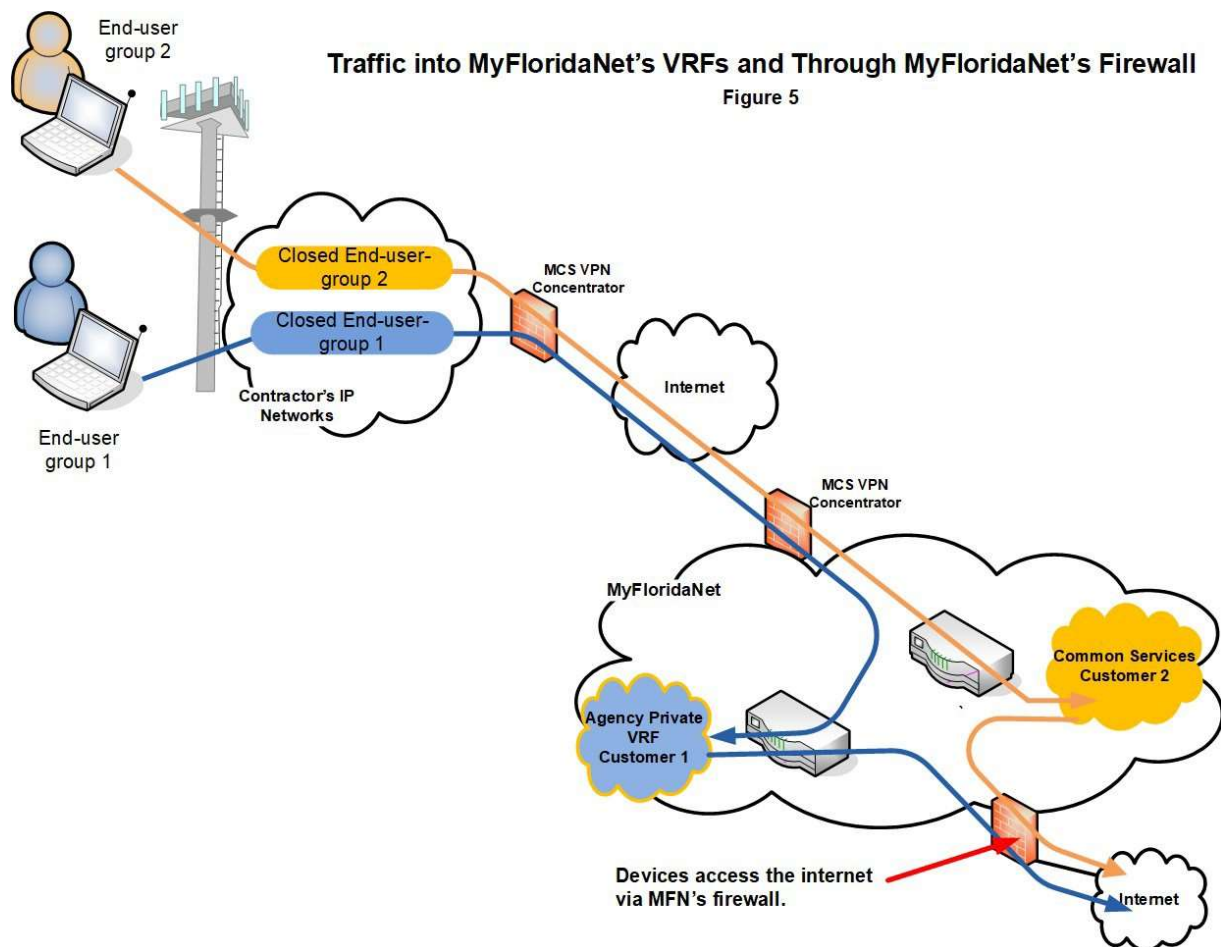 End-user
group 2
Traffic into MyFloridaNet's VRFs and Through MyFloridaNet's Firewall
Figure 5
Closed End-user-
group 2
MCS VPN
Concentrator
Closed End-user-
group 1
Internet
Contractor's IP
Networks
End-user
group 1
MCS VPN
Concentrator
MyFloridaNet
Common Services
Customer 2
Agency Private
VRF
Customer 1
Devices access the internet
via MFN's firewall.
Internet